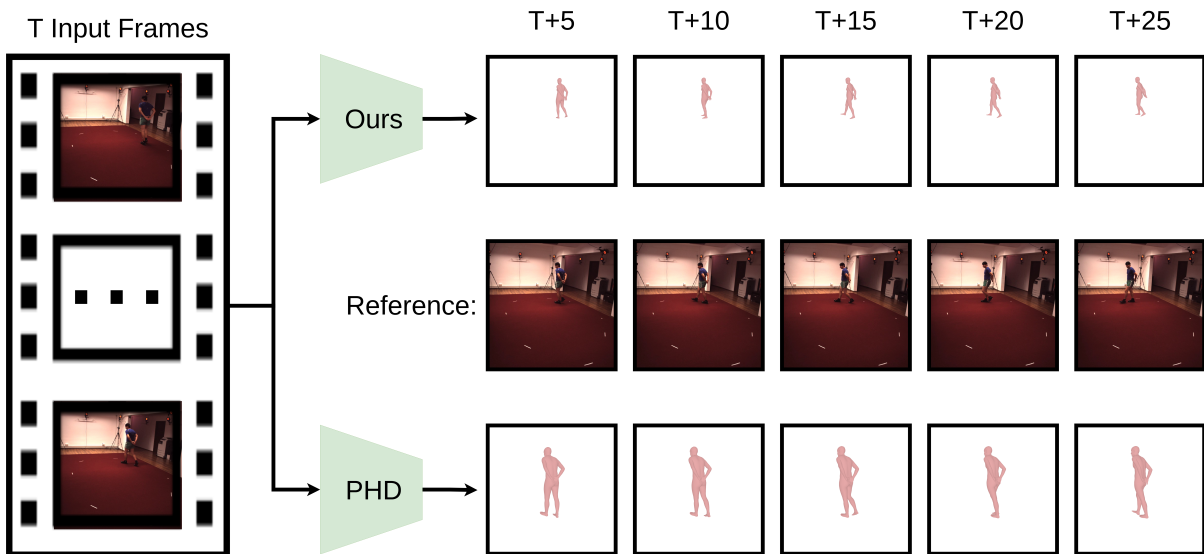 T Input Frames
T+5 T+10 T+15 T+20 T+25
Ours
Reference:
PHD